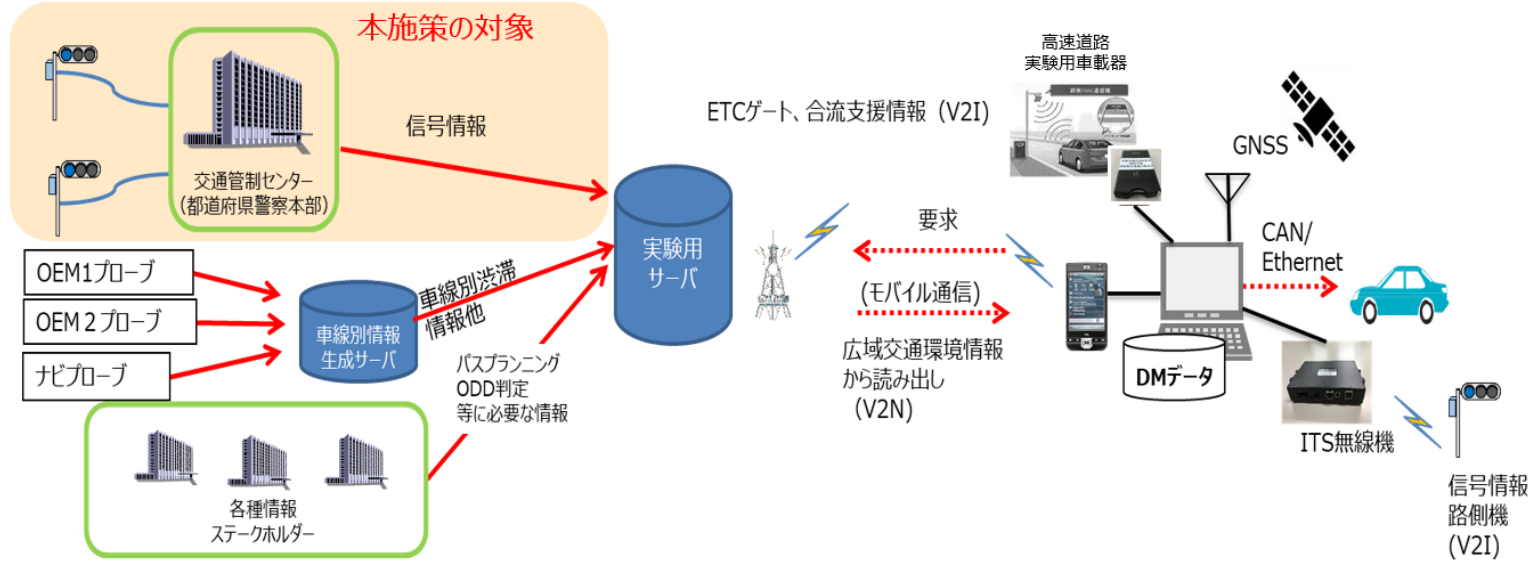 本施策の対象
交通管制センター
(都道府県警察本部)
信号情報
OEM1プローブ
OEM２プローブ
ナビプローブ
車線別情報
生成サーバ
車線別渋滞
情報他
パスプランニング
ODD判定
等に必要な情報
各種情報
ステークホルダー
実験用
サーバ
ETCゲート、合流支援情報（V2I）
高速道路
実験用車載器
GNSS
要求
(モバイル通信)
広域交通環境情報
から読み出し
(V2N)
CAN/
Ethernet
DMデータ
ITS無線機
信号情報
路側機
(V2I)